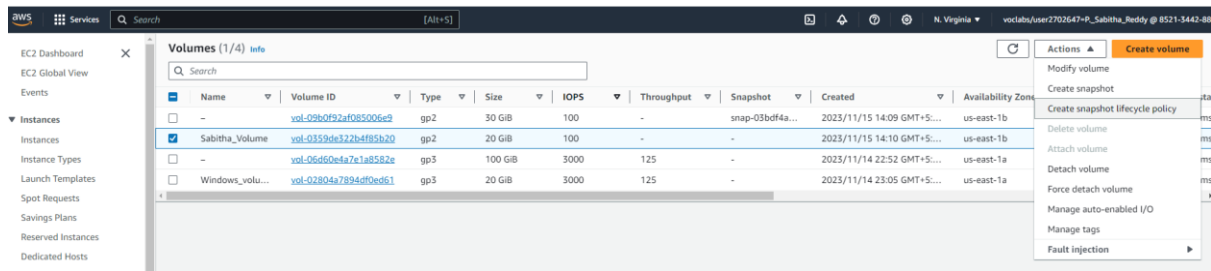 aws Services Search [Alt+S] N. Virginia voclabs/user2702647=P._Sabitha_Reddy @ 8521-3442-88
EC2 Dashboard
EC2 Global View
Events
Instances
Instances
Instance Types
Launch Templates
Spot Requests
Savings Plans
Reserved Instances
Dedicated Hosts
Volumes (1/4) Info
Actions Create volume
Search
Name Volume ID Type Size IOPS Throughput Snapshot Created Availability Zone
– vol-09b0f92af085006e9 gp2 30 GiB 100 - snap-03bdf4a... 2023/11/15 14:09 GMT+5:... us-east-1b
Sabitha_Volume vol-0359de322b4f85b20 gp2 20 GiB 100 - - 2023/11/15 14:10 GMT+5:... us-east-1b
– vol-06d60e4a7e1a8582e gp3 100 GiB 3000 125 - 2023/11/14 22:52 GMT+5:... us-east-1a
Windows_volu... vol-02804a7894df0ed61 gp3 20 GiB 3000 125 - 2023/11/14 23:05 GMT+5:... us-east-1a
Modify volume
Create snapshot
Create snapshot lifecycle policy
Delete volume
Attach volume
Detach volume
Force detach volume
Manage auto-enabled I/O
Manage tags
Fault injection